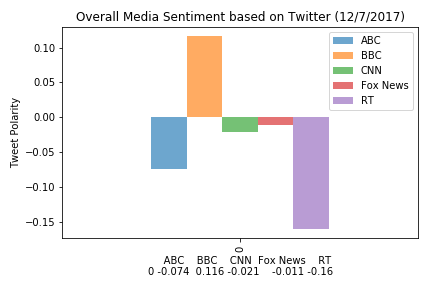 Overall Media Sentiment based on Twitter (12/7/2017)
ABC
BBC
CNN
Fox News
RT
Tweet Polarity
0.10
0.05
0.00
−0.05
−0.10
−0.15
0
ABC BBC CNN Fox News RT
0 -0.074 0.116 -0.021 -0.011 -0.16